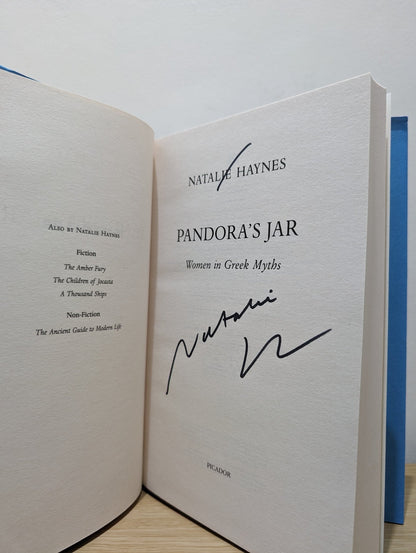 ALSO BY NATALIE HAYNES
Fiction
The Amber Fury
The Children of Jocasta
A Thousand Ships
Non-Fiction
The Ancient Guide to Modern Life
NATALIE HAYNES
PANDORA'S JAR
Women in Greek Myths
Natalie
PICADOR